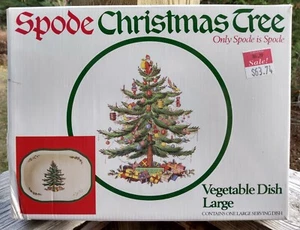 Spode Christmas Tree
Only Spode is Spode
Sale!
$63.74
Vegetable Dish
Large
CONTAINS ONE LARGE SERVING DISH